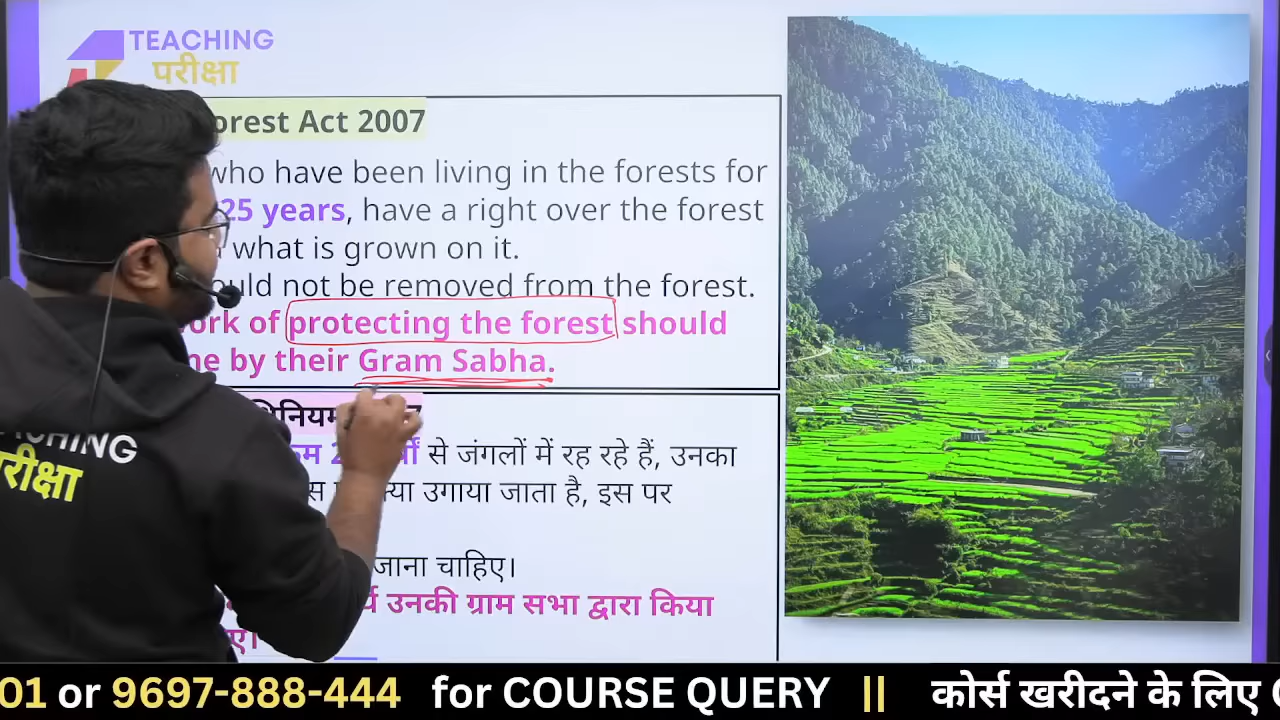 TEACHING
परीक्षा
orest Act 2007
who have been living in the forests for
25 years, have a right over the forest
what is grown on it.
ould not be removed from the forest.
ork of protecting the forest should
ne by their Gram Sabha.
से जंगलों में रह रहे हैं, उनका
उगाया जाता है, इस पर
जाना चाहिए।
उनकी ग्राम सभा द्वारा किया
ACHING
रीक्षा
01 or 9697-888-444 for COURSE QUERY || कोर्स खरीदने के लिए